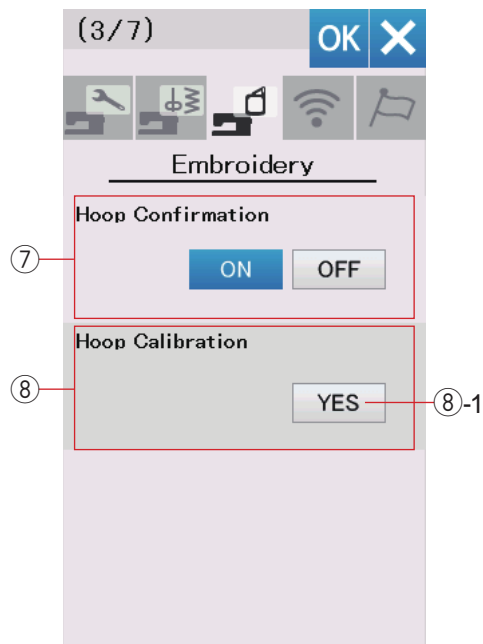 (3/7) OK X
Embroidery
Hoop Confirmation
⑦ ON OFF
Hoop Calibration
⑧ YES ⑧-1